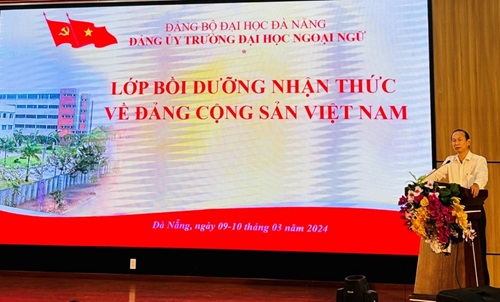 ĐẢNG BỘ ĐẠI HỌC ĐÀ NẴNG
ĐẢNG ỦY TRƯỜNG ĐẠI HỌC NGOẠI NGỮ
*
LỚP BỒI DƯỠNG NHẬN THỨC
VỀ ĐẢNG CỘNG SẢN VIỆT NAM
Đà Nẵng, ngày 09-10 tháng 03 năm 2024